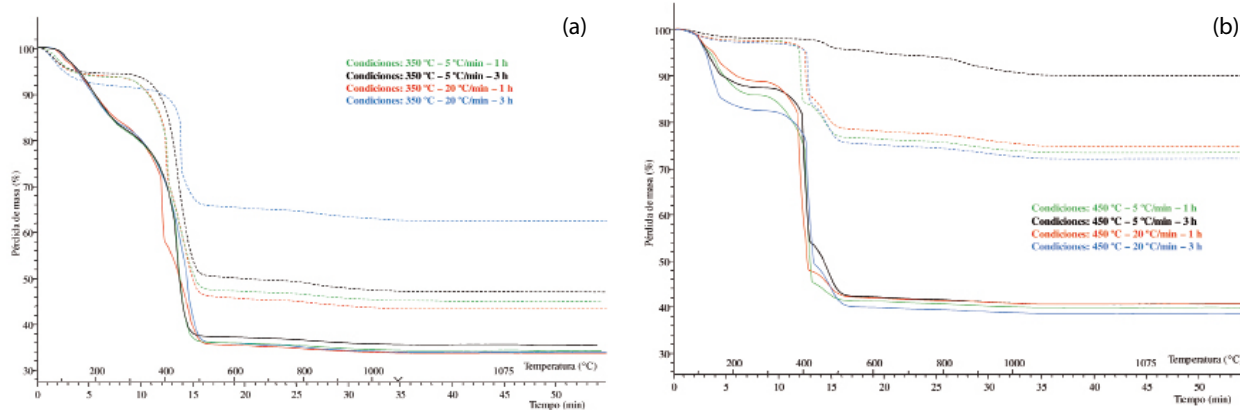 (a)
Condiciones: 350 °C – 5 °C/min – 1 h
Condiciones: 350 °C – 5 °C/min – 3 h
Condiciones: 350 °C – 20 °C/min – 1 h
Condiciones: 350 °C – 20 °C/min – 3 h
Pérdida de masa (%)
100
90
80
70
60
50
40
30
200 400 600 1000 1075 Temperatura (°C)
0 5 10 15 20 25 30 35 45 50
Tiempo (min)
(b)
Condiciones: 450 °C – 5 °C/min – 1 h
Condiciones: 450 °C – 5 °C/min – 3 h
Condiciones: 450 °C – 20 °C/min – 1 h
Condiciones: 450 °C – 20 °C/min – 3 h
Pérdida de masa (%)
100
90
80
70
60
50
40
30
200 400 600 800 1000 1075 Temperatura (°C)
0 5 10 15 20 25 30 35 40 45 50
Tiempo (min)